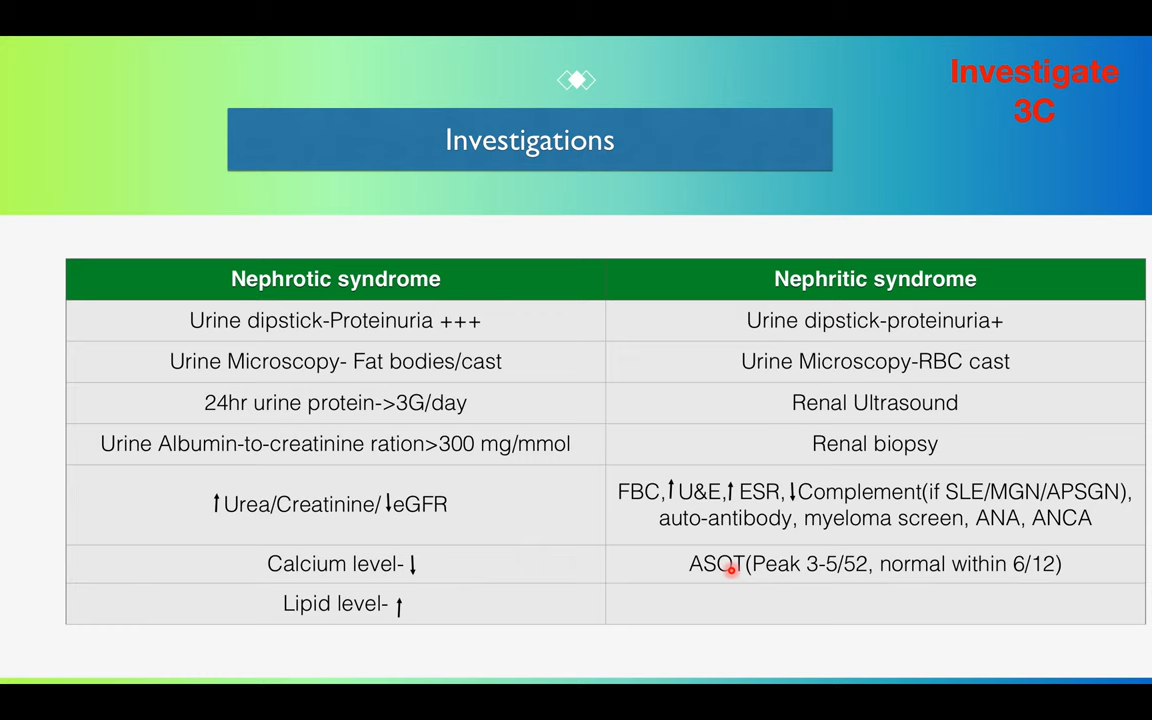 Investigate
3C
Investigations
Nephrotic syndrome
Nephritic syndrome
Urine dipstick-Proteinuria +++
Urine dipstick-proteinuria+
Urine Microscopy- Fat bodies/cast
Urine Microscopy-RBC cast
24hr urine protein->3G/day
Renal Ultrasound
Urine Albumin-to-creatinine ration>300 mg/mmol
Renal biopsy
↑Urea/Creatinine/↓eGFR
FBC,↑U&E,↑ESR,↓Complement(if SLE/MGN/APSGN),
auto-antibody, myeloma screen, ANA, ANCA
Calcium level-↓
ASOT(Peak 3-5/52, normal within 6/12)
Lipid level-↑